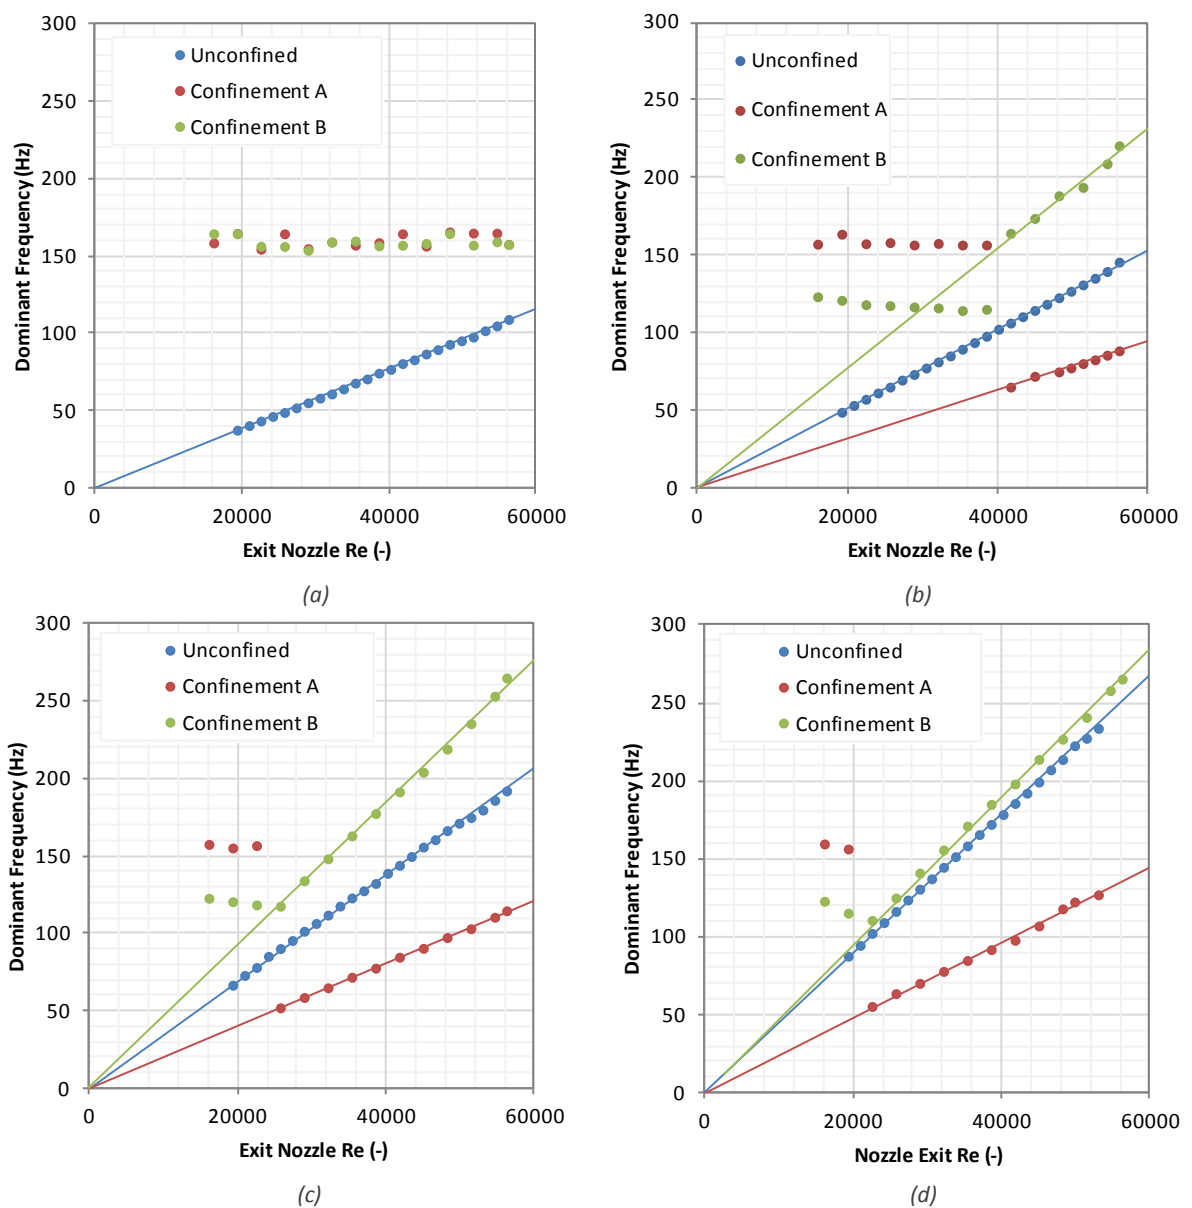 300
250
200
150
100
50
0
0
20000
40000
60000
Dominant Frequency (Hz)
Exit Nozzle Re (-)
Unconfined
Confinement A
Confinement B
(a)
300
250
200
150
100
50
0
0
20000
40000
60000
Dominant Frequency (Hz)
Exit Nozzle Re (-)
Unconfined
Confinement A
Confinement B
(b)
300
250
200
150
100
50
0
0
20000
40000
60000
Dominant Frequency (Hz)
Exit Nozzle Re (-)
Unconfined
Confinement A
Confinement B
(c)
300
250
200
150
100
50
0
0
20000
40000
60000
Dominant Frequency (Hz)
Nozzle Exit Re (-)
Unconfined
Confinement A
Confinement B
(d)